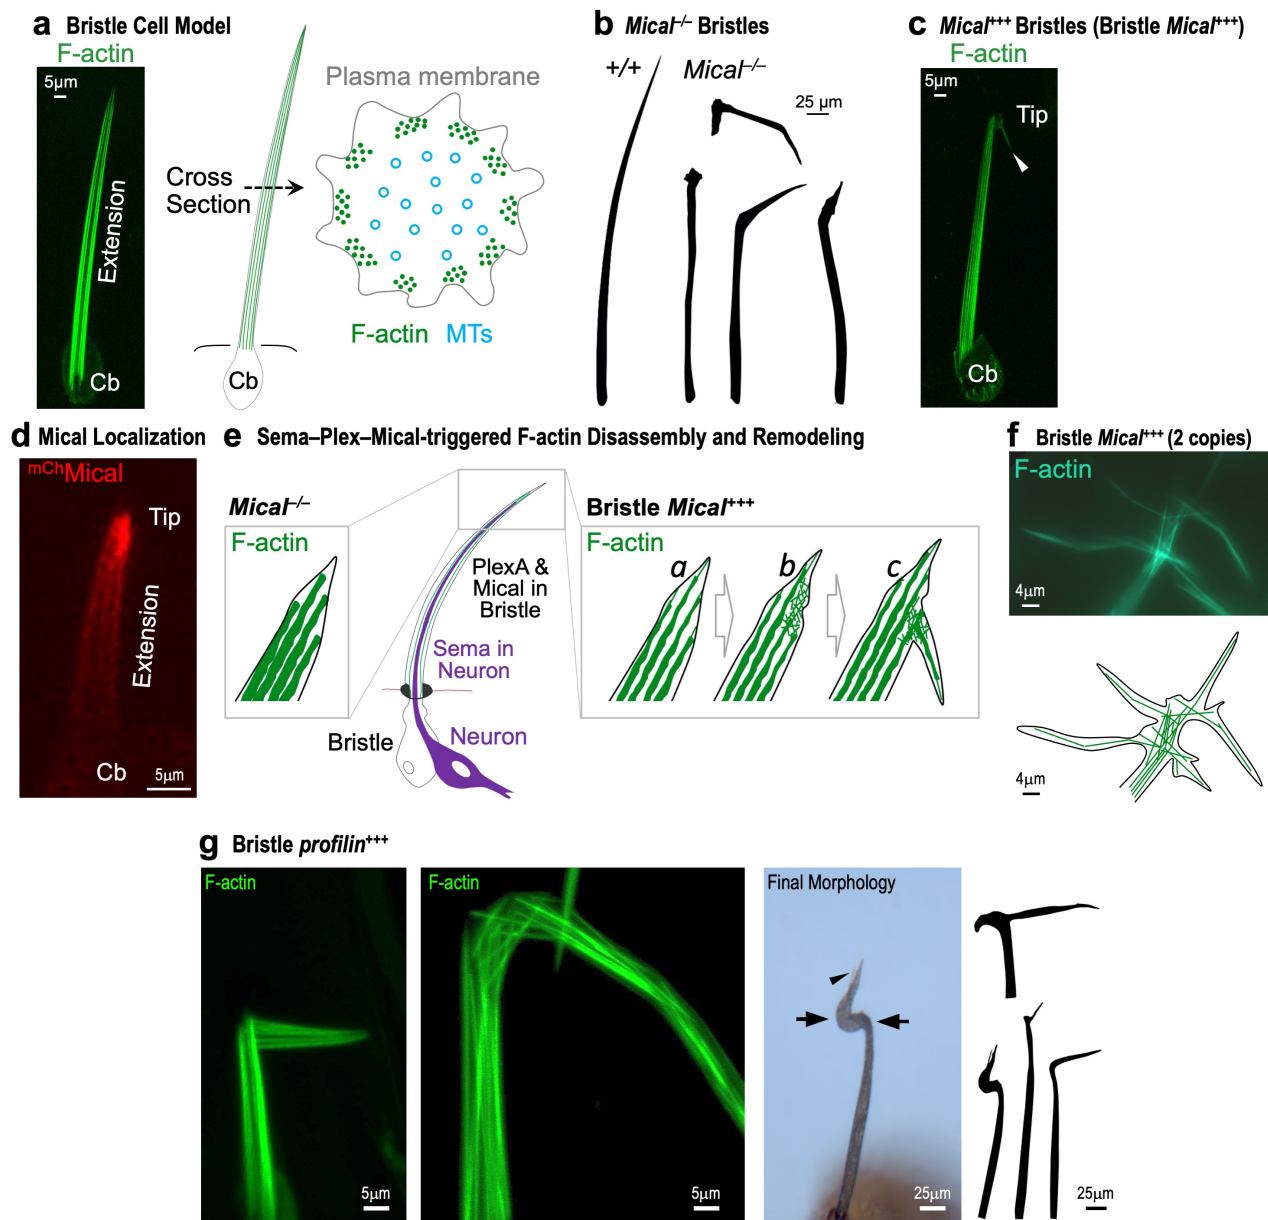 a Bristle Cell Model
F-actin
5µm
Extension
Cb
Cross
Section
Cb
Plasma membrane
F-actin MTs
b Mical–/– Bristles
+/+ Mical–/–
25 µm
c Mical+++ Bristles (Bristle Mical+++)
F-actin
5µm
Tip
Cb
d Mical Localization
mChMical
Tip
Extension
Cb
5µm
e Sema–Plex–Mical-triggered F-actin Disassembly and Remodeling
Mical–/–
F-actin
PlexA &
Mical in
Bristle
Sema in
Neuron
Bristle
Neuron
Bristle Mical+++
F-actin
a b c
f Bristle Mical+++ (2 copies)
F-actin
4µm
4µm
g Bristle profilin+++
F-actin
5µm
F-actin
5µm
Final Morphology
25µm
25µm